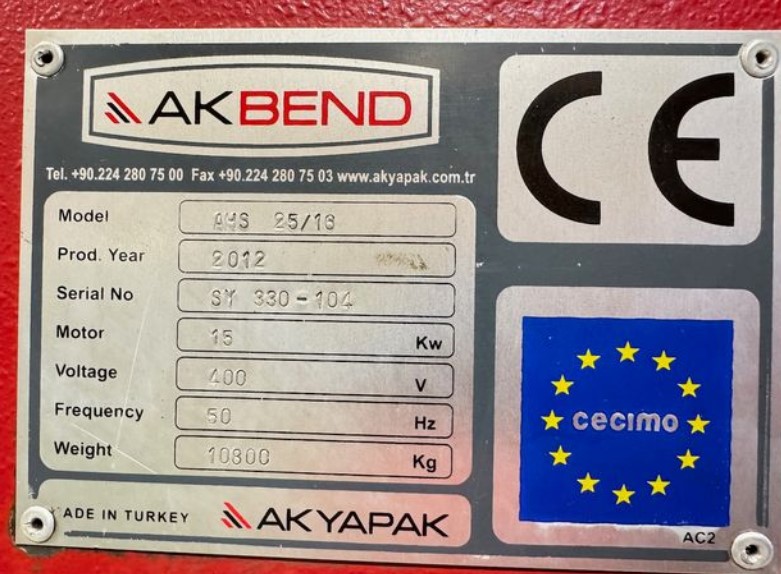 AKBEND
CE
Tel. +90.224 280 75 00 Fax +90.224 280 75 03 www.akyapak.com.tr
Model AHS 25/16
Prod. Year 2012
Serial No SY 330-104
Motor 15 Kw
Voltage 400 V
Frequency 50 Hz
Weight 10800 Kg
cecimo
ADE IN TURKEY AKYAPAK
AC2